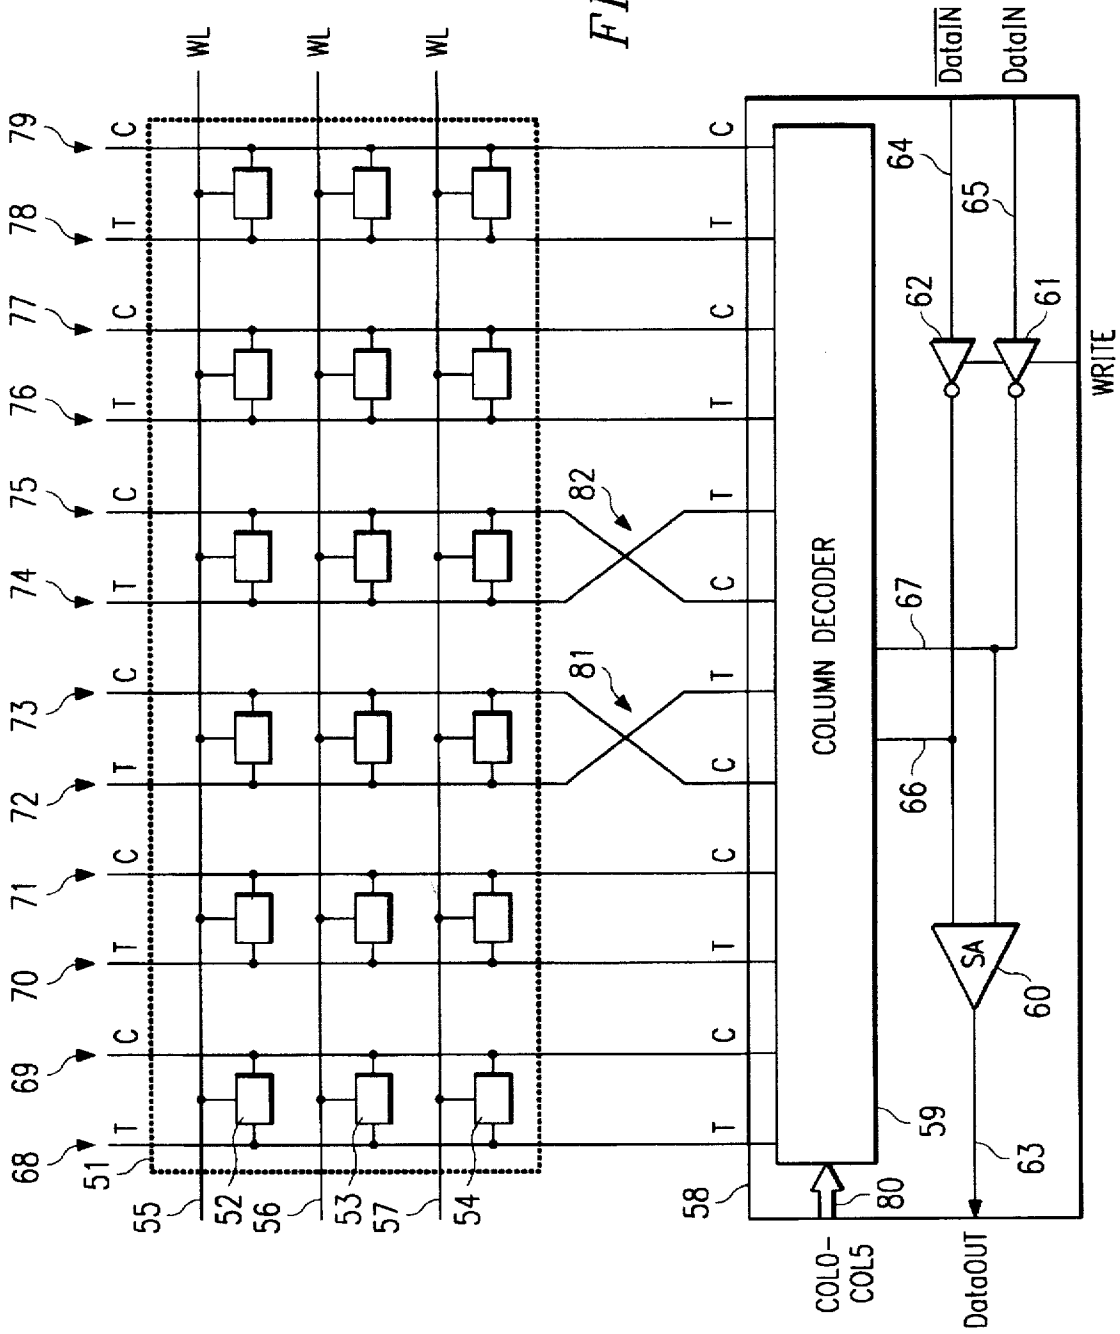 68 69 70 71 72 73 74 75 76 77 78 79
T C T C T C T C T C T C
51
55 WL
52
56 WL
53
57 WL
54
81 82
T C T C C T C T T C T C
58
COLUMN DECODER
COL0-
COL5
80
59
66 67
DataOUT
63
SA
60
62
61
64
65
DataIN
DataIN
WRITE